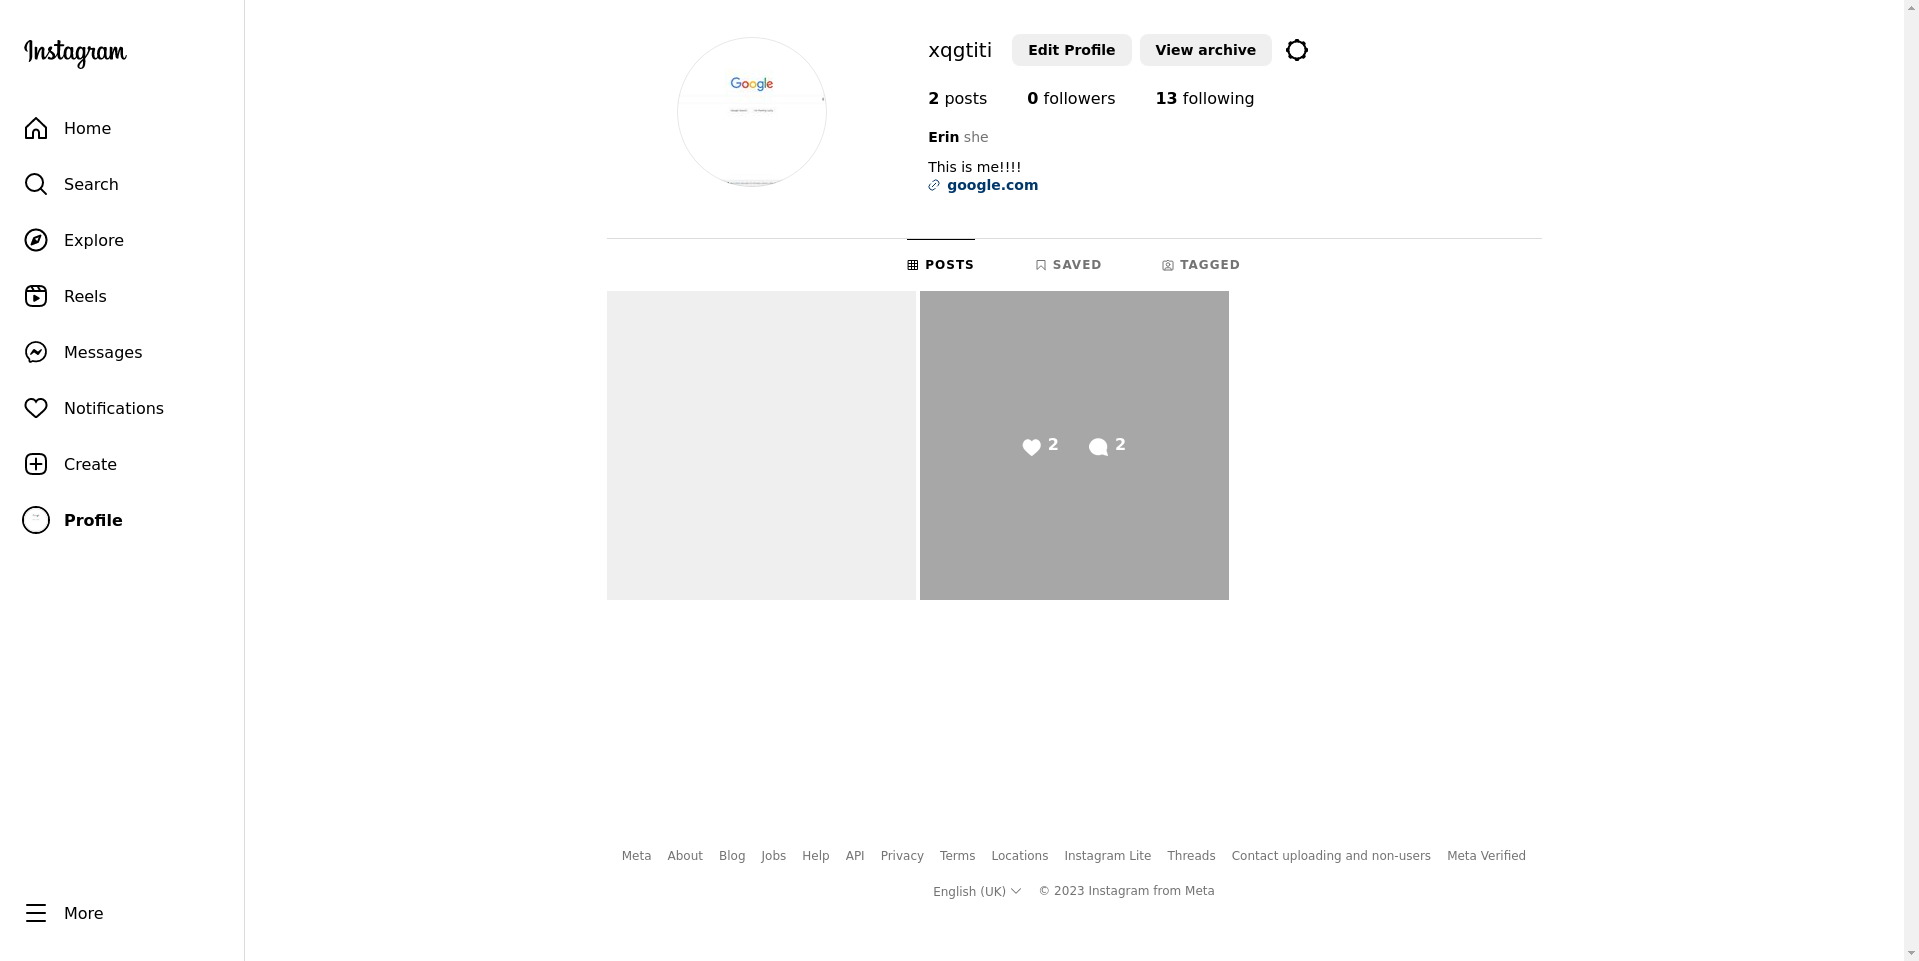 Instagram
Home
Search
Explore
Reels
Messages
Notifications
Create
Profile
More
Google
xqgtiti Edit Profile View archive
2 posts 0 followers 13 following
Erin she
This is me!!!!
google.com
POSTS SAVED TAGGED
2 2
Meta About Blog Jobs Help API Privacy Terms Locations Instagram Lite Threads Contact uploading and non-users Meta Verified
English (UK) © 2023 Instagram from Meta